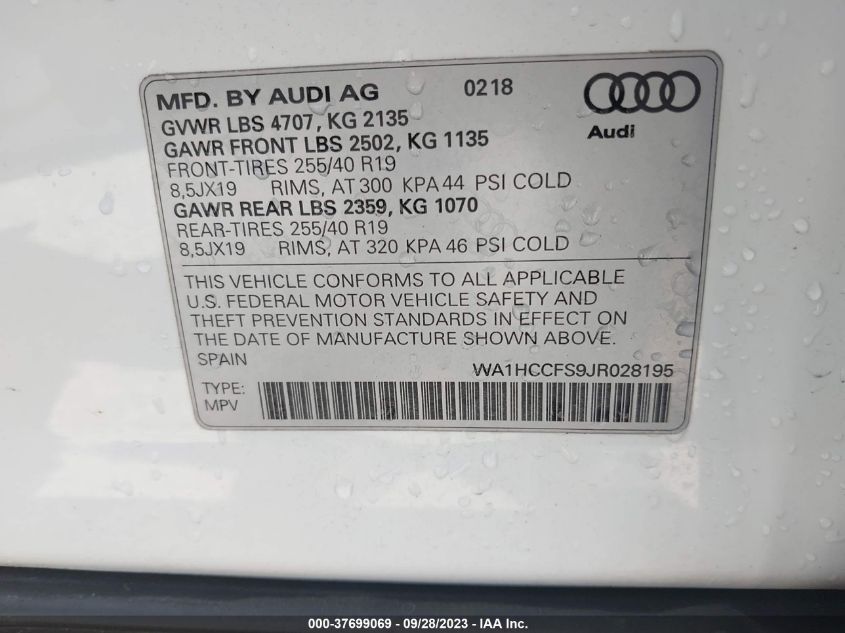 MFD. BY AUDI AG 0218
GVWR LBS 4707, KG 2135
GAWR FRONT LBS 2502, KG 1135
Audi
FRONT-TIRES 255/40 R19
8,5JX19 RIMS, AT 300 KPA 44 PSI COLD
GAWR REAR LBS 2359, KG 1070
REAR-TIRES 255/40 R19
8,5JX19 RIMS, AT 320 KPA 46 PSI COLD
THIS VEHICLE CONFORMS TO ALL APPLICABLE
U.S. FEDERAL MOTOR VEHICLE SAFETY AND
THEFT PREVENTION STANDARDS IN EFFECT ON
THE DATE OF MANUFACTURE SHOWN ABOVE.
SPAIN WA1HCCFS9JR028195
TYPE:
MPV
000-37699069 - 09/28/2023 - IAA Inc.